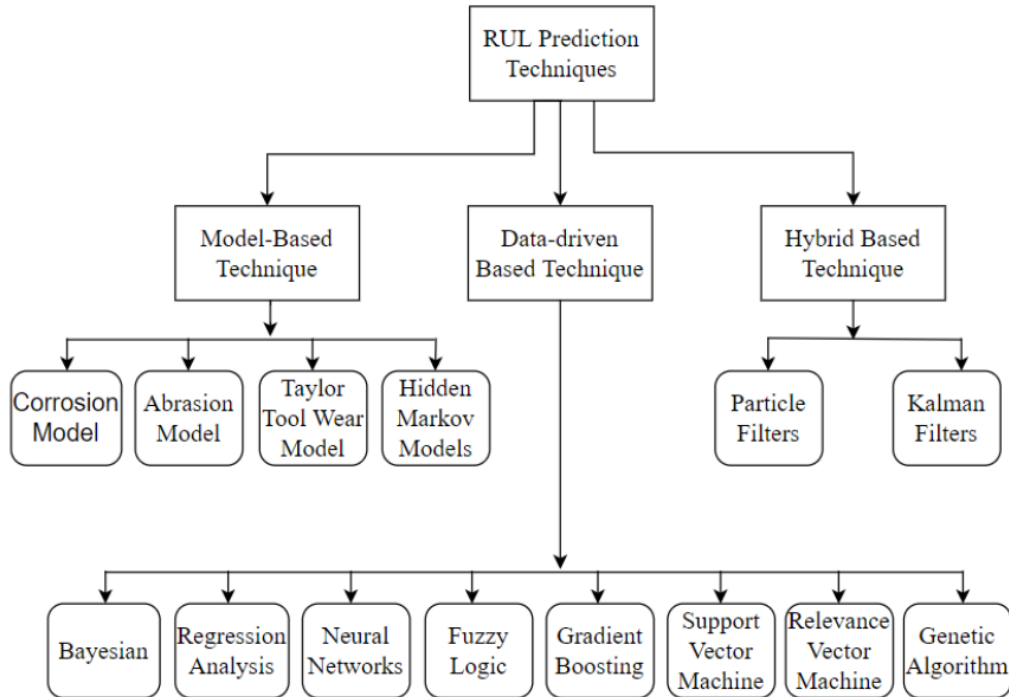 RUL Prediction
Techniques
Model-Based
Technique
Data-driven
Based Technique
Hybrid Based
Technique
Corrosion
Model
Abrasion
Model
Taylor
Tool Wear
Model
Hidden
Markov
Models
Particle
Filters
Kalman
Filters
Bayesian
Regression
Analysis
Neural
Networks
Fuzzy
Logic
Gradient
Boosting
Support
Vector
Machine
Relevance
Vector
Machine
Genetic
Algorithm